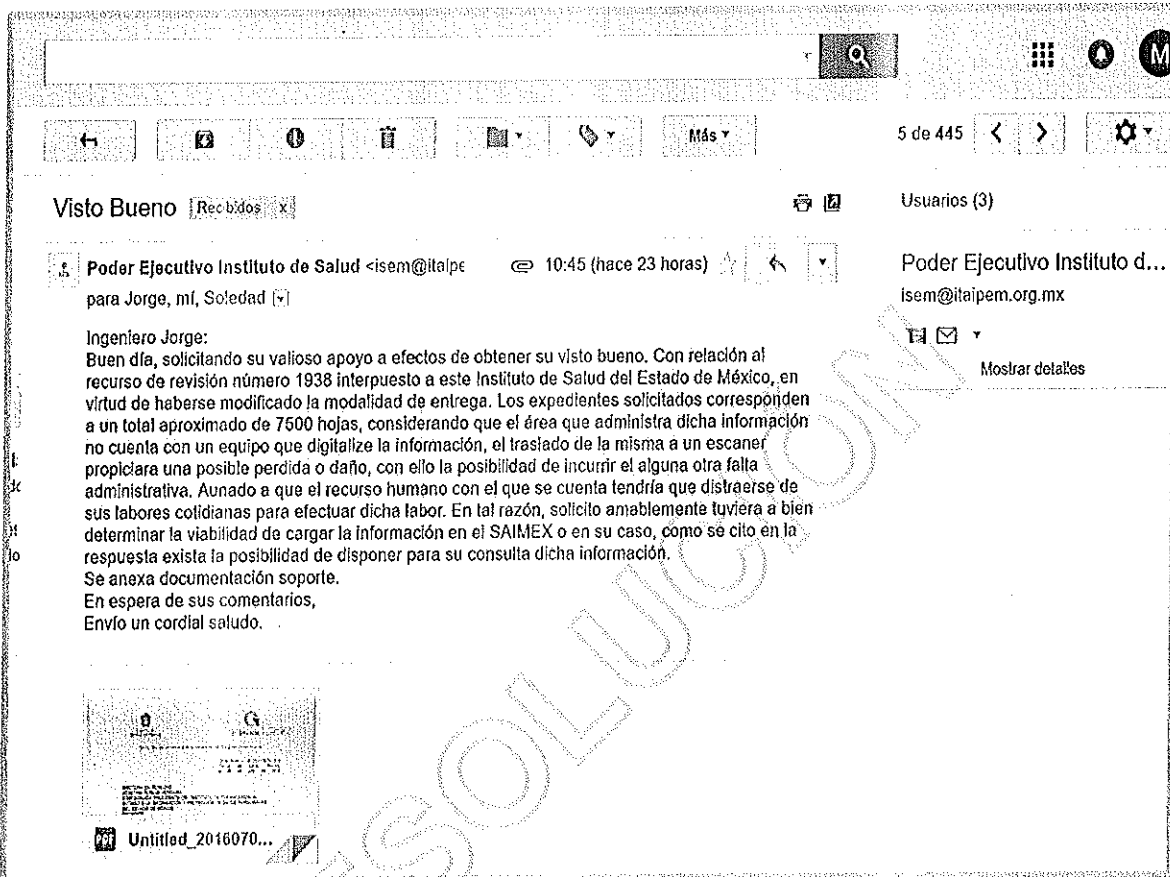 M
Más
5 de 445
Visto Bueno Recibidos x
Usuarios (3)
Poder Ejecutivo Instituto de Salud <isem@itaipe
10:45 (hace 23 horas)
Poder Ejecutivo Instituto d...
para Jorge, mí, Soledad
isem@itaipem.org.mx
Mostrar detalles
Ingeniero Jorge:
Buen día, solicitando su valioso apoyo a efectos de obtener su visto bueno. Con relación al
recurso de revisión número 1938 interpuesto a este Instituto de Salud del Estado de México, en
virtud de haberse modificado la modalidad de entrega. Los expedientes solicitados corresponden
a un total aproximado de 7500 hojas, considerando que el área que administra dicha información
no cuenta con un equipo que digitalize la información, el traslado de la misma a un escaner
propiciara una posible perdida o daño, con ello la posibilidad de incurrir el alguna otra falta
administrativa. Aunado a que el recurso humano con el que se cuenta tendría que distraerse de
sus labores cotidianas para efectuar dicha labor. En tal razón, solicito amablemente tuviera a bien
determinar la viabilidad de cargar la información en el SAIMEX o en su caso, como se cito en la
respuesta exista la posibilidad de disponer para su consulta dicha información.
Se anexa documentación soporte.
En espera de sus comentarios,
Envío un cordial saludo.
PDF Untitled_2016070...
RESOLUCIÓN